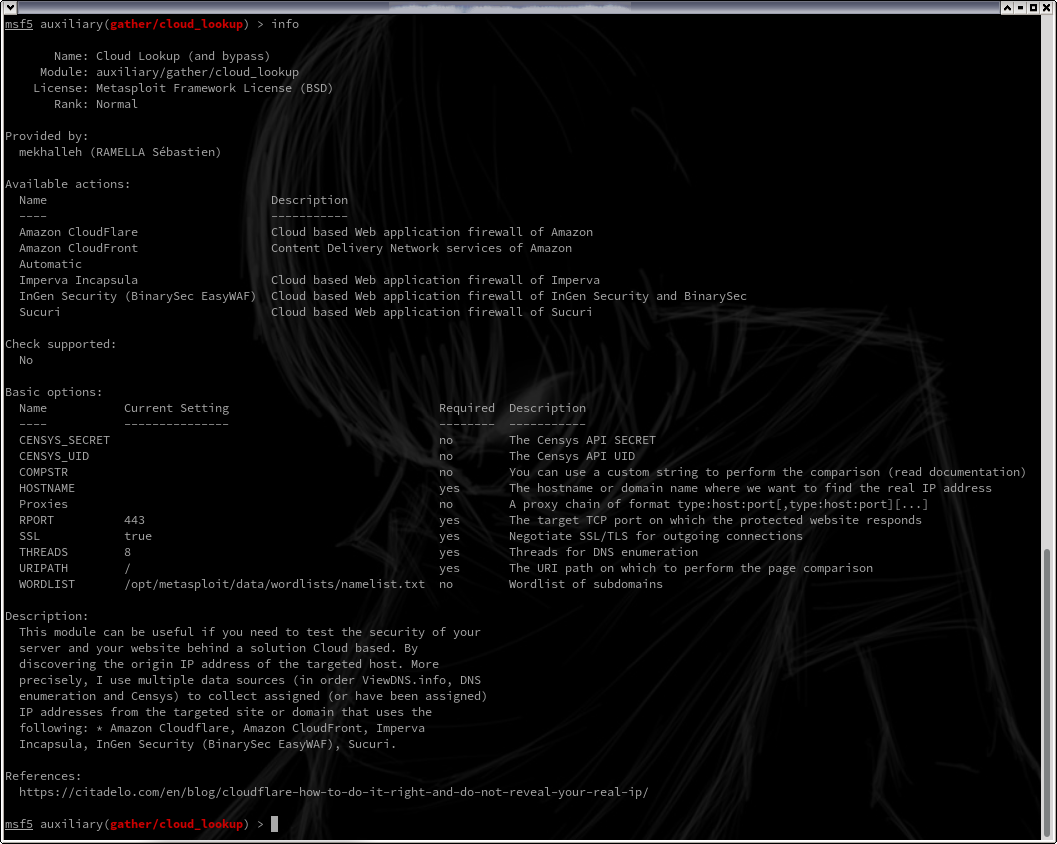 msf5 auxiliary(gather/cloud_lookup) > info
Name: Cloud Lookup (and bypass)
Module: auxiliary/gather/cloud_lookup
License: Metasploit Framework License (BSD)
Rank: Normal
Provided by:
mekhalleh (RAMELLA Sébastien)
Available actions:
Name Description
---- -----------
Amazon CloudFlare Cloud based Web application firewall of Amazon
Amazon CloudFront Content Delivery Network services of Amazon
Automatic
Imperva Incapsula Cloud based Web application firewall of Imperva
InGen Security (BinarySec EasyWAF) Cloud based Web application firewall of InGen Security and BinarySec
Sucuri Cloud based Web application firewall of Sucuri
Check supported:
No
Basic options:
Name Current Setting Required Description
---- --------------- -------- -----------
CENSYS_SECRET no The Censys API SECRET
CENSYS_UID no The Censys API UID
COMPSTR no You can use a custom string to perform the comparison (read documentation)
HOSTNAME yes The hostname or domain name where we want to find the real IP address
Proxies no A proxy chain of format type:host:port[,type:host:port][...]
RPORT 443 yes The target TCP port on which the protected website responds
SSL true yes Negotiate SSL/TLS for outgoing connections
THREADS 8 yes Threads for DNS enumeration
URIPATH / yes The URI path on which to perform the page comparison
WORDLIST /opt/metasploit/data/wordlists/namelist.txt no Wordlist of subdomains
Description:
This module can be useful if you need to test the security of your
server and your website behind a solution Cloud based. By
discovering the origin IP address of the targeted host. More
precisely, I use multiple data sources (in order ViewDNS.info, DNS
enumeration and Censys) to collect assigned (or have been assigned)
IP addresses from the targeted site or domain that uses the
following: * Amazon Cloudflare, Amazon CloudFront, Imperva
Incapsula, InGen Security (BinarySec EasyWAF), Sucuri.
References:
https://citadelo.com/en/blog/cloudflare-how-to-do-it-right-and-do-not-reveal-your-real-ip/
msf5 auxiliary(gather/cloud_lookup) >